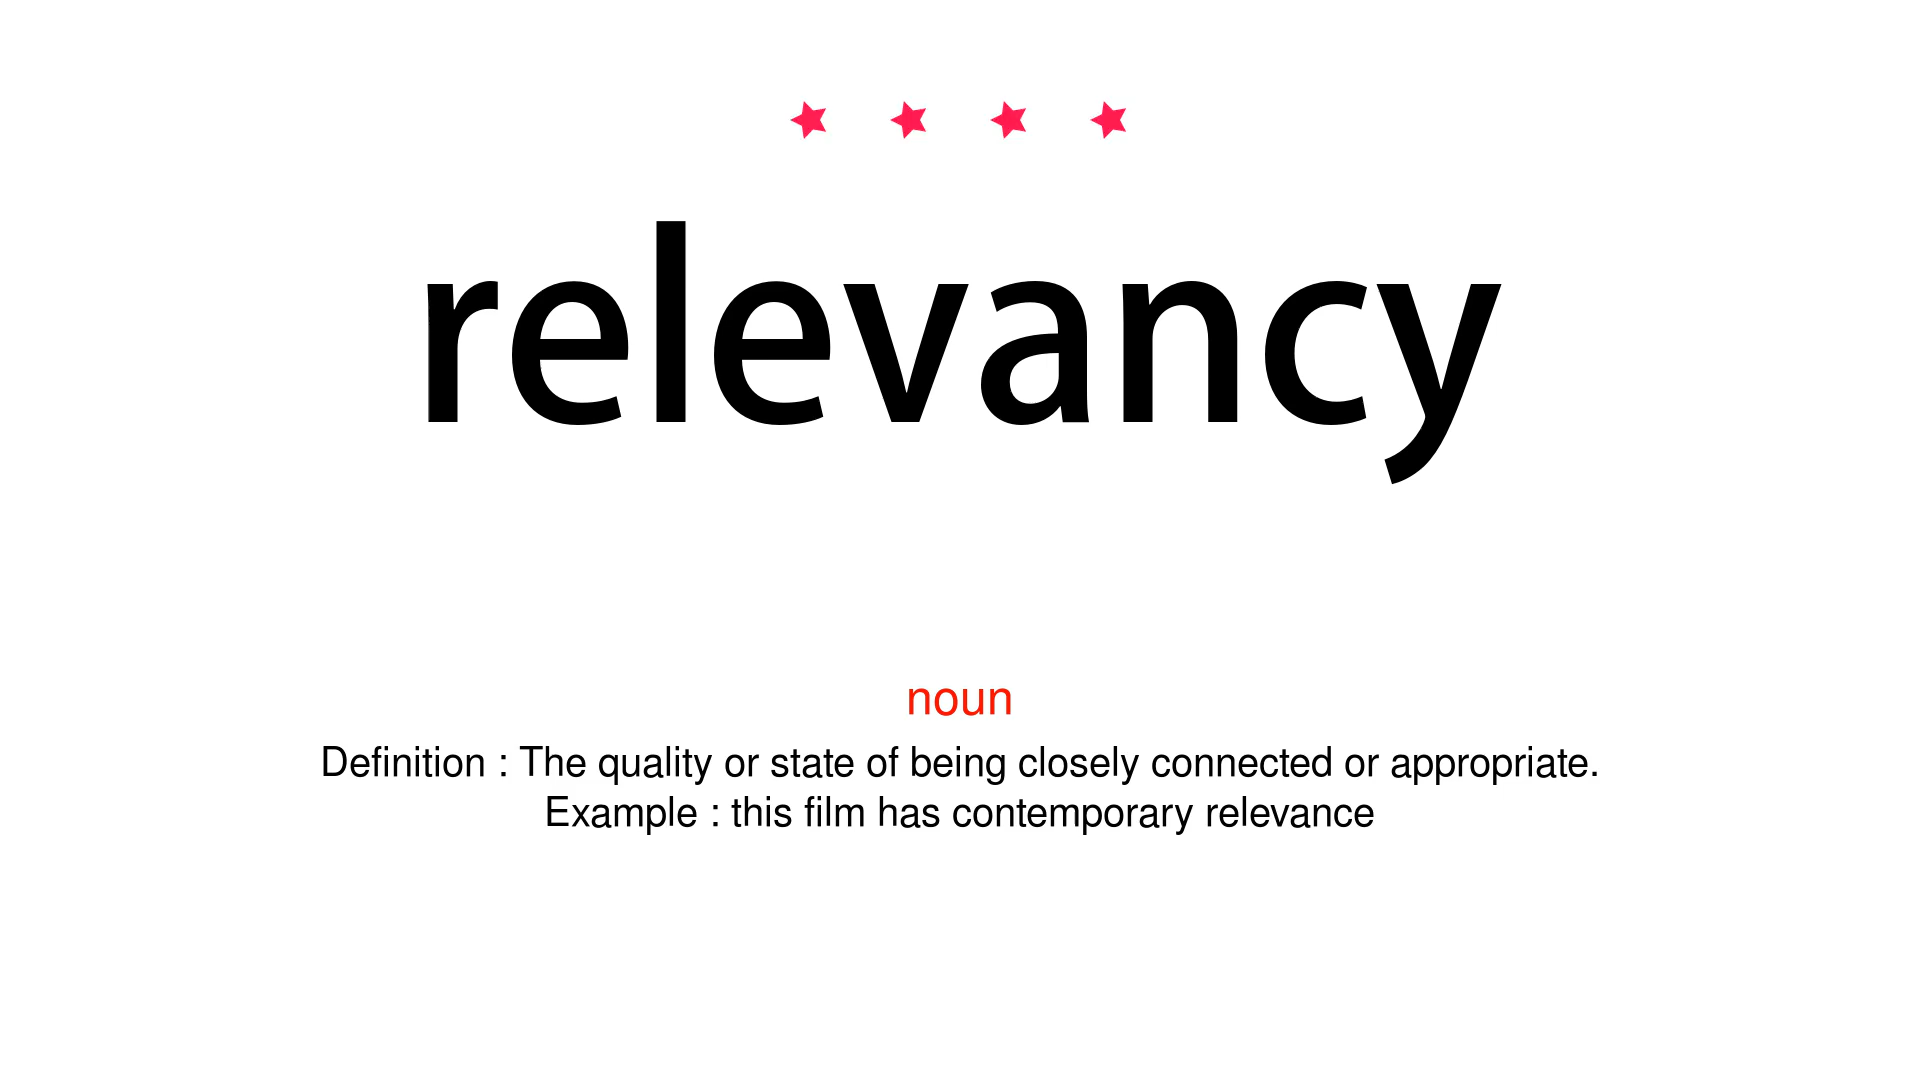 relevancy
noun
Definition : The quality or state of being closely connected or appropriate.
Example : this film has contemporary relevance